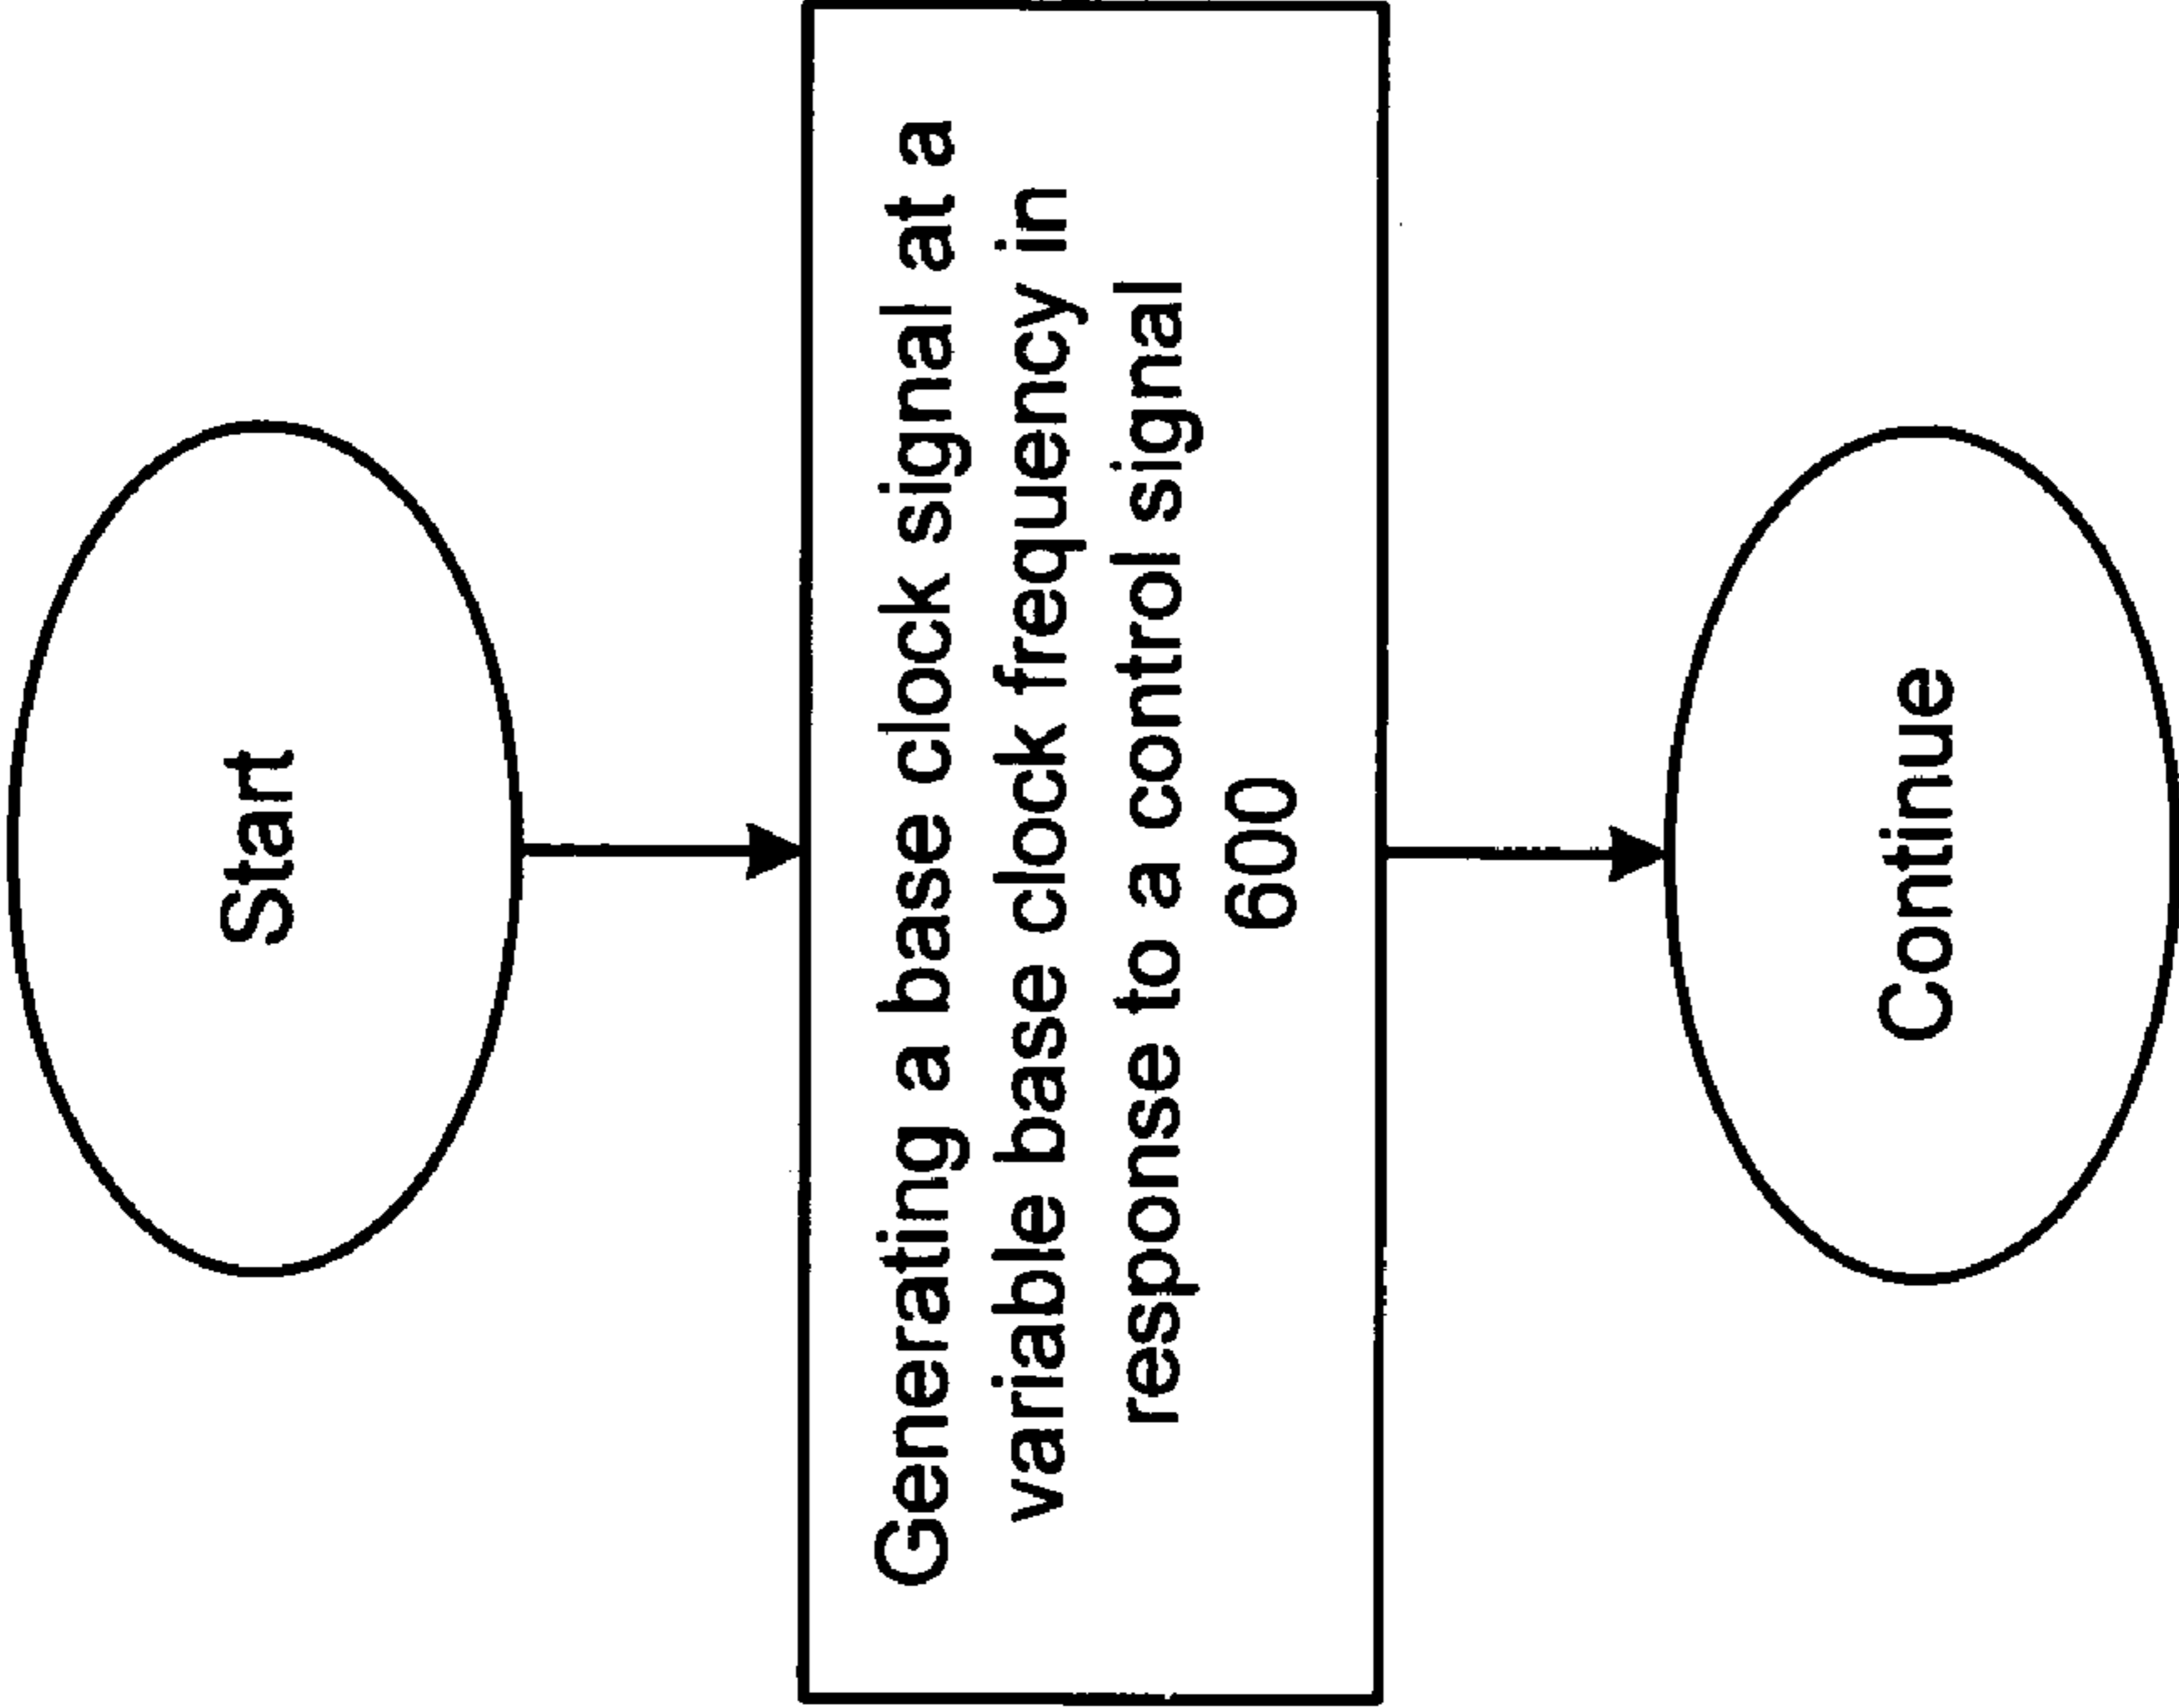 Start
Generating a base clock signal at a
variable base clock frequency in
response to a control signal
600
Continue